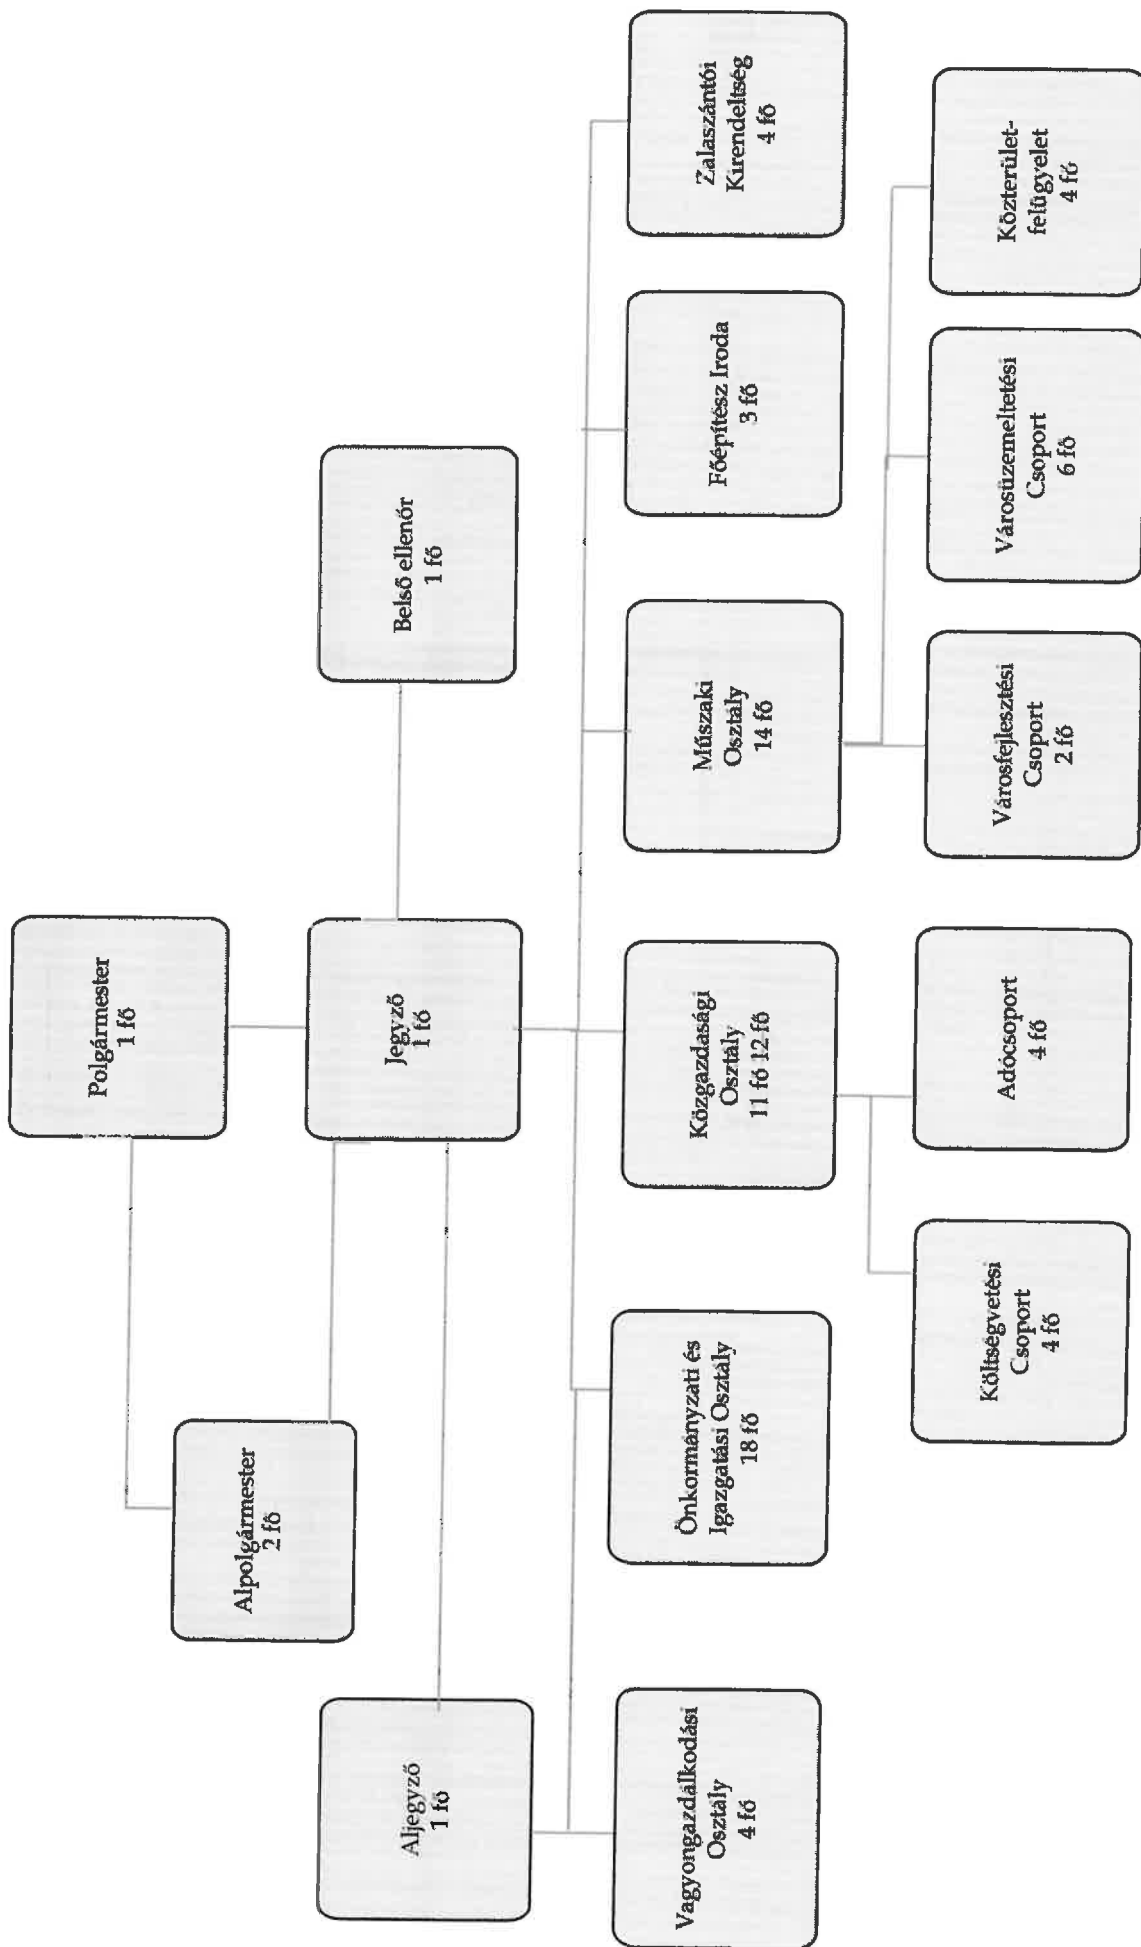 Polgármester
1 fő
Alpolgármester
2 fő
Aljegyző
1 fő
Jegyző
1 fő
Belső ellenőr
1 fő
Vagyongazdálkodási
Osztály
4 fő
Önkormányzati és
Igazgatási Osztály
18 fő
Közgazdasági
Osztály
11 fő 12 fő
Műszaki
Osztály
14 fő
Főépítész Iroda
3 fő
Zalaszántói
Kirendeltség
4 fő
Költségvetési
Csoport
4 fő
Adócsoport
4 fő
Városfejlesztési
Csoport
2 fő
Városüzemeltetési
Csoport
6 fő
Közterület-
felügyelet
4 fő